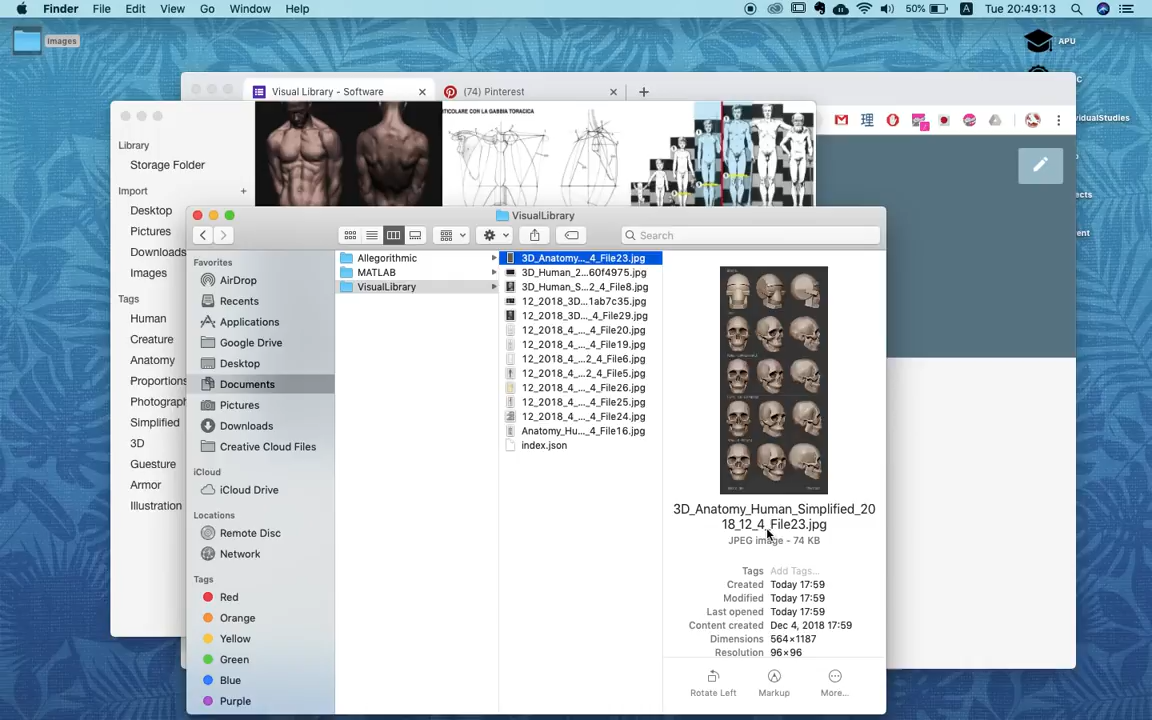 Finder File Edit View Go Window Help
50% A Tue 20:49:13
images
APU
Visual Library - Software
(74) Pinterest
理
Library
Storage Folder
Import +
Desktop
Pictures
Downloads
Images
Tags
Human
Creature
Anatomy
3D
Guesture
Armor
Illustration
VisualLibrary
Search
Favorites
AirDrop
Recents
Applications
Google Drive
Desktop
Documents
Pictures
Downloads
Creative Cloud Files
iCloud
iCloud Drive
Locations
Remote Disc
Network
Tags
Red
Orange
Yellow
Green
Blue
Purple
Allegorithmic
MATLAB
VisualLibrary
3D_Anatomy..._4_File23.jpg
3D_Human_2...60f4975.jpg
3D_Human_S...2_4_File8.jpg
12_2018_3D...1ab7c35.jpg
12_2018_3D..._4_File29.jpg
12_2018_4_..._4_File20.jpg
12_2018_4_..._4_File19.jpg
12_2018_4_...2_4_File6.jpg
12_2018_4_...2_4_File5.jpg
12_2018_4_..._4_File26.jpg
12_2018_4_..._4_File25.jpg
12_2018_4_..._4_File24.jpg
Anatomy_Hu..._4_File16.jpg
index.json
3D_Anatomy_Human_Simplified_20
18_12_4_File23.jpg
JPEG image - 74 KB
Tags Add Tags...
Created Today 17:59
Modified Today 17:59
Last opened Today 17:59
Content created Dec 4, 2018 17:59
Dimensions 564×1187
Resolution 96×96
Rotate Left
Markup
More...